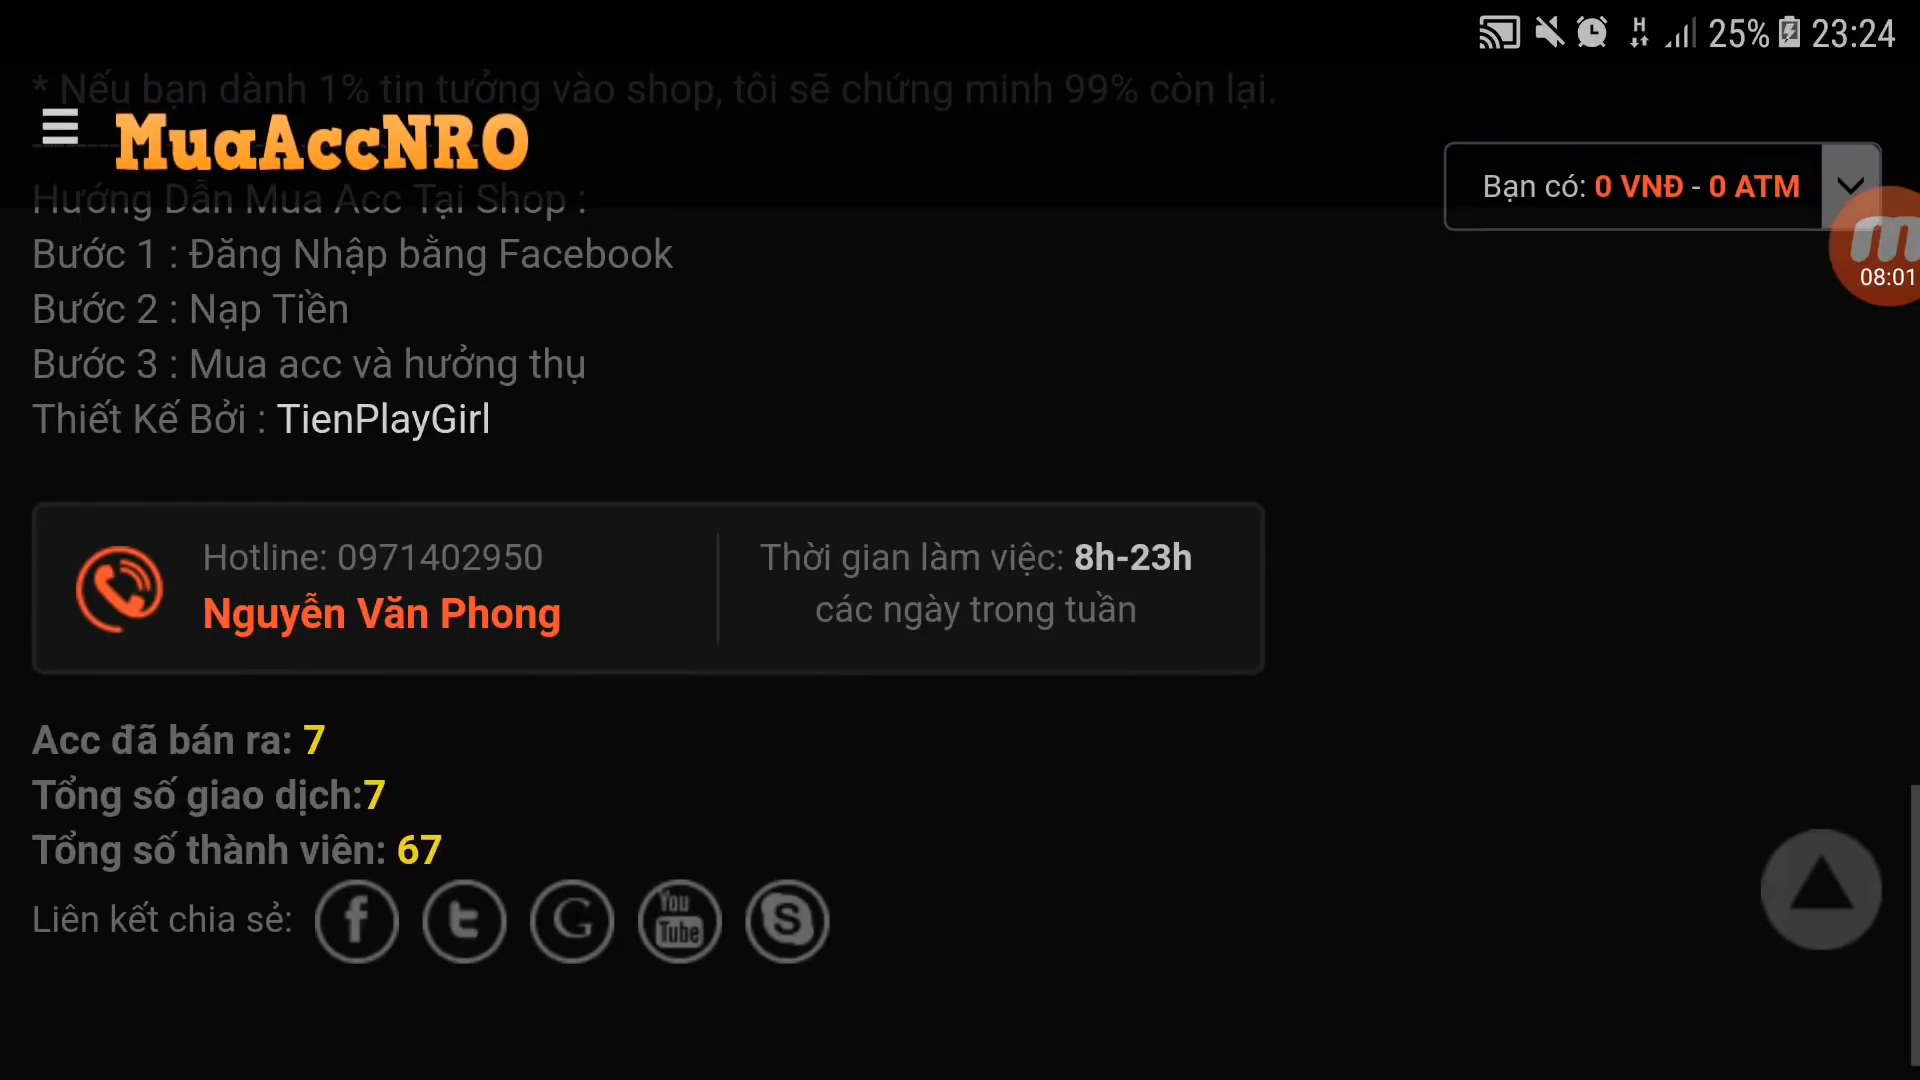 25% 23:24
* Nếu bạn dành 1% tin tưởng vào shop, tôi sẽ chứng minh 99% còn lại.
MuaAccNRO
Bạn có: 0 VNĐ - 0 ATM
Hướng Dẫn Mua Acc Tại Shop :
Bước 1 : Đăng Nhập bằng Facebook
m
08:01
Bước 2 : Nạp Tiền
Bước 3 : Mua acc và hưởng thụ
Thiết Kế Bởi : TienPlayGirl
Hotline: 0971402950
Nguyễn Văn Phong
Thời gian làm việc: 8h-23h
các ngày trong tuần
Acc đã bán ra: 7
Tổng số giao dịch:7
Tổng số thành viên: 67
Liên kết chia sẻ: f t G You Tube S